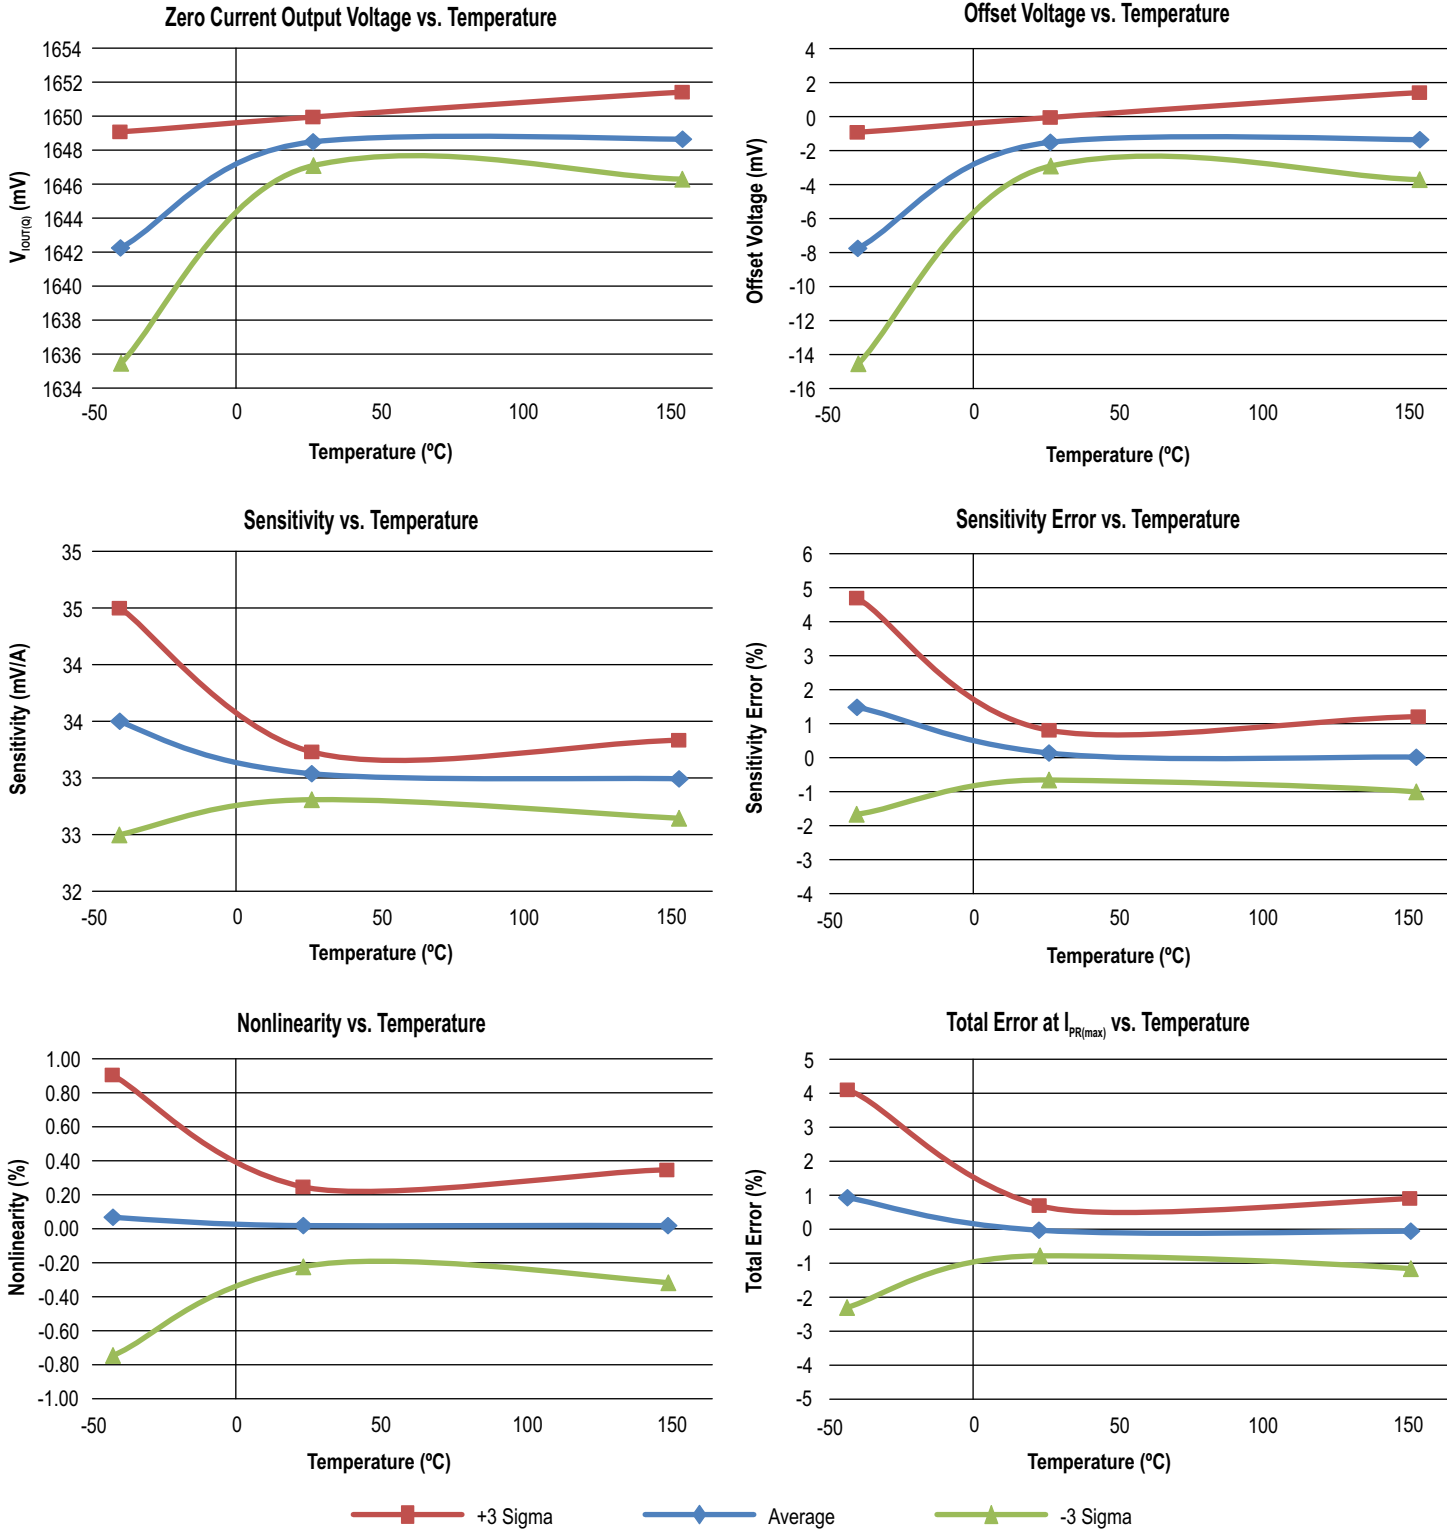 Zero Current Output Voltage vs. Temperature
1654
1652
1650
1648
1646
1644
1642
1640
1638
1636
1634
-50 0 50 100 150
V_IOUT(Q) (mV)
Temperature (ºC)
Offset Voltage vs. Temperature
4
2
0
-2
-4
-6
-8
-10
-12
-14
-16
-50 0 50 100 150
Offset Voltage (mV)
Temperature (ºC)
Sensitivity vs. Temperature
35
35
34
34
33
33
32
-50 0 50 100 150
Sensitivity (mV/A)
Temperature (ºC)
Sensitivity Error vs. Temperature
6
5
4
3
2
1
0
-1
-2
-3
-4
-50 0 50 100 150
Sensitivity Error (%)
Temperature (ºC)
Nonlinearity vs. Temperature
1.00
0.80
0.60
0.40
0.20
0.00
-0.20
-0.40
-0.60
-0.80
-1.00
-50 0 50 100 150
Nonlinearity (%)
Temperature (ºC)
Total Error at I_PR(max) vs. Temperature
5
4
3
2
1
0
-1
-2
-3
-4
-5
-50 0 50 100 150
Total Error (%)
Temperature (ºC)
+3 Sigma Average -3 Sigma